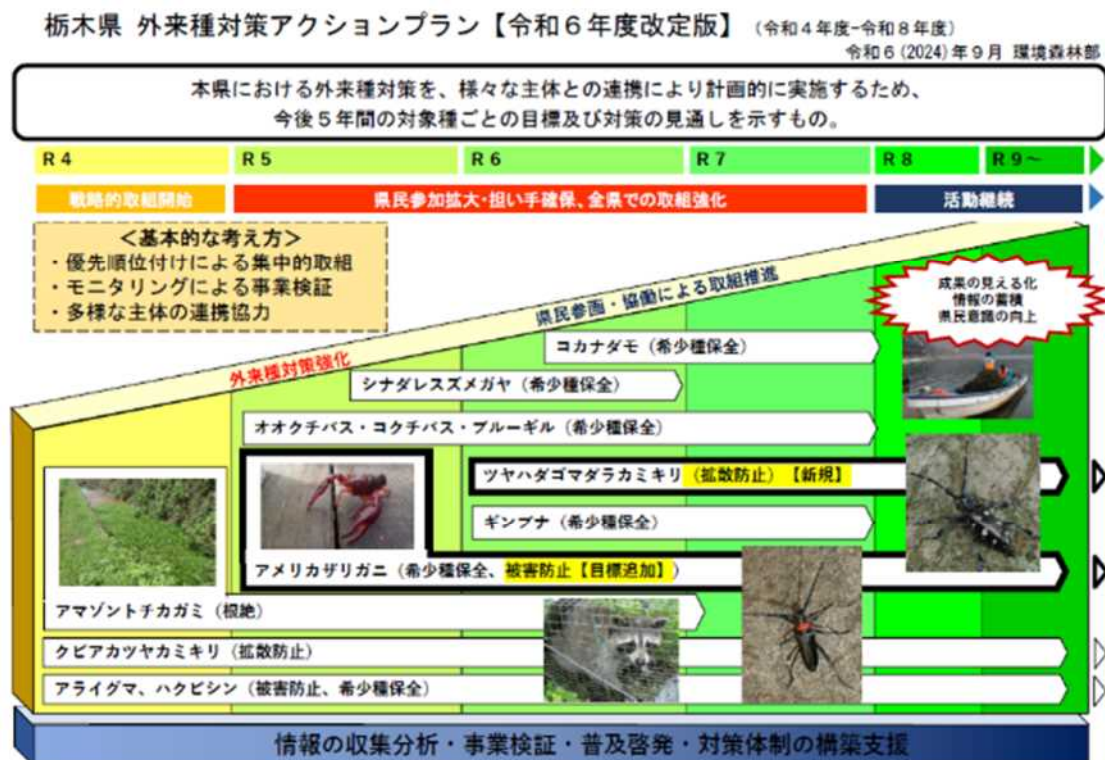 栃木県 外来種対策アクションプラン【令和６年度改定版】（令和４年度-令和８年度）
令和６(2024)年９月 環境森林部
本県における外来種対策を、様々な主体との連携により計画的に実施するため、
今後５年間の対象種ごとの目標及び対策の見通しを示すもの。
R４ R５ R６ R７ R８ R９～
戦略的取組開始 県民参加拡大・担い手確保、全県での取組強化 活動継続
＜基本的な考え方＞
・優先順位付けによる集中的取組
・モニタリングによる事業検証
・多様な主体の連携協力
外来種対策強化
県民参画・協働による取組推進
成果の見える化
情報の蓄積
県民意識の向上
コカナダモ（希少種保全）
シナダレスズメガヤ（希少種保全）
オオクチバス・コクチバス・ブルーギル（希少種保全）
ツヤハダゴマダラカミキリ（拡散防止）【新規】
ギンブナ（希少種保全）
アメリカザリガニ（希少種保全、被害防止【目標追加】）
アマゾントチカガミ（根絶）
クビアカツヤカミキリ（拡散防止）
アライグマ、ハクビシン（被害防止、希少種保全）
情報の収集分析・事業検証・普及啓発・対策体制の構築支援